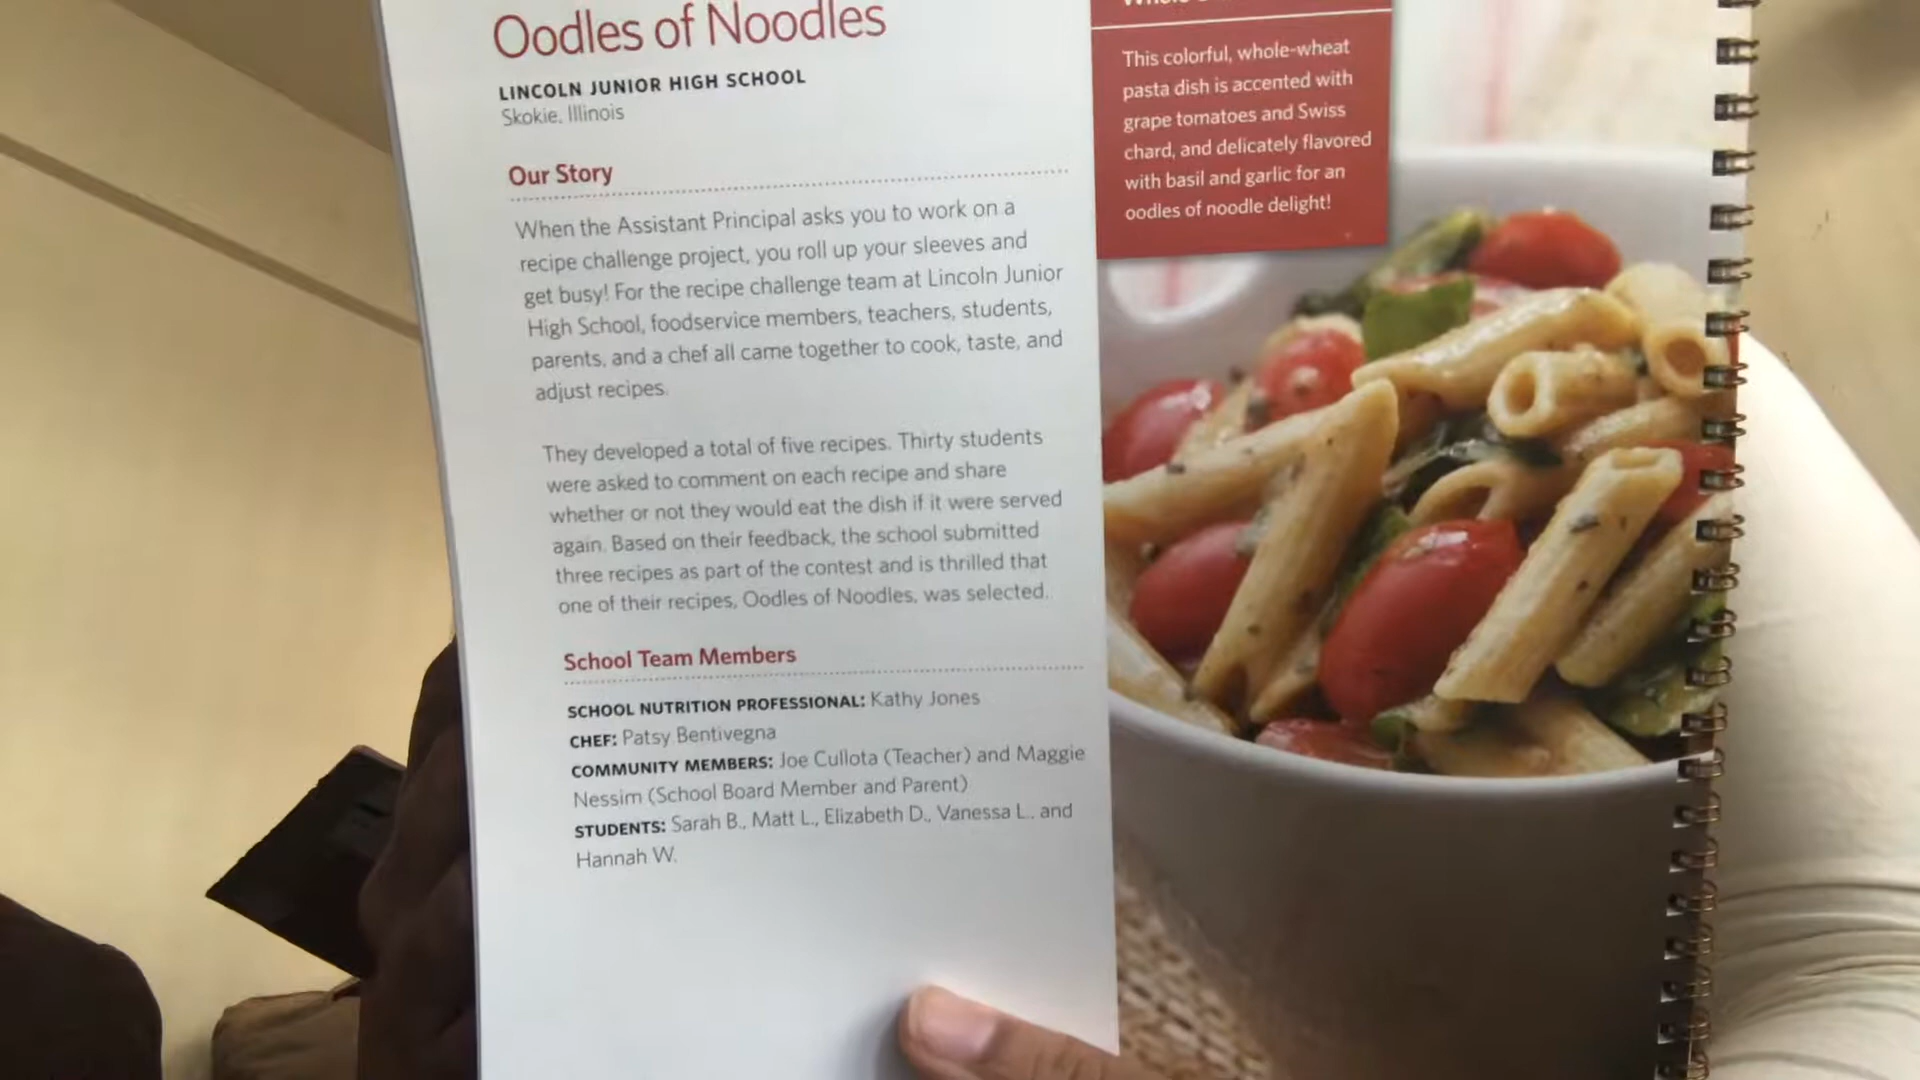 Oodles of Noodles
LINCOLN JUNIOR HIGH SCHOOL
Skokie, Illinois
Our Story
When the Assistant Principal asks you to work on a
recipe challenge project, you roll up your sleeves and
get busy! For the recipe challenge team at Lincoln Junior
High School, foodservice members, teachers, students,
parents, and a chef all came together to cook, taste, and
adjust recipes.
They developed a total of five recipes. Thirty students
were asked to comment on each recipe and share
whether or not they would eat the dish if it were served
again. Based on their feedback, the school submitted
three recipes as part of the contest and is thrilled that
one of their recipes, Oodles of Noodles, was selected.
School Team Members
SCHOOL NUTRITION PROFESSIONAL: Kathy Jones
CHEF: Patsy Bentivegna
COMMUNITY MEMBERS: Joe Cullota (Teacher) and Maggie
Nessim (School Board Member and Parent)
STUDENTS: Sarah B., Matt L., Elizabeth D., Vanessa L., and
Hannah W.
This colorful, whole-wheat
pasta dish is accented with
grape tomatoes and Swiss
chard, and delicately flavored
with basil and garlic for an
oodles of noodle delight!